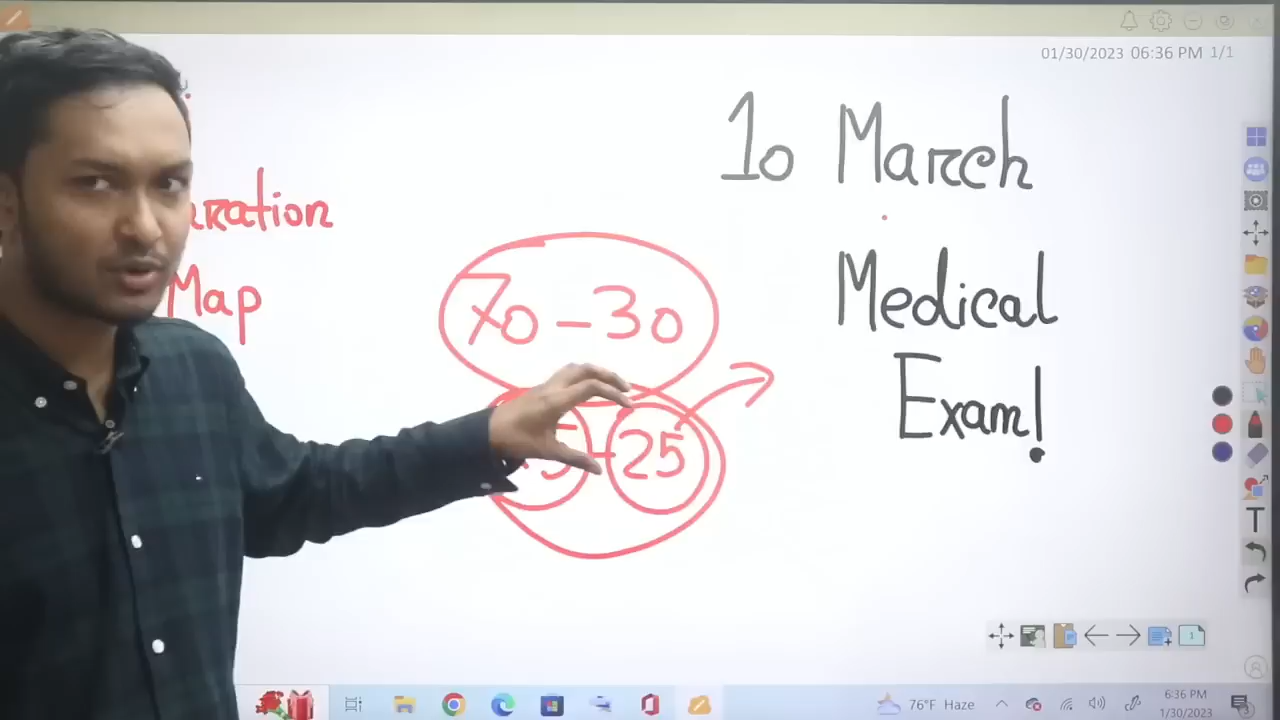 01/30/2023 06:36 PM 1/1
10 March
Map
70 - 30
Medical
25
Exam!
T
1
76°F Haze
6:36 PM
1/30/2023